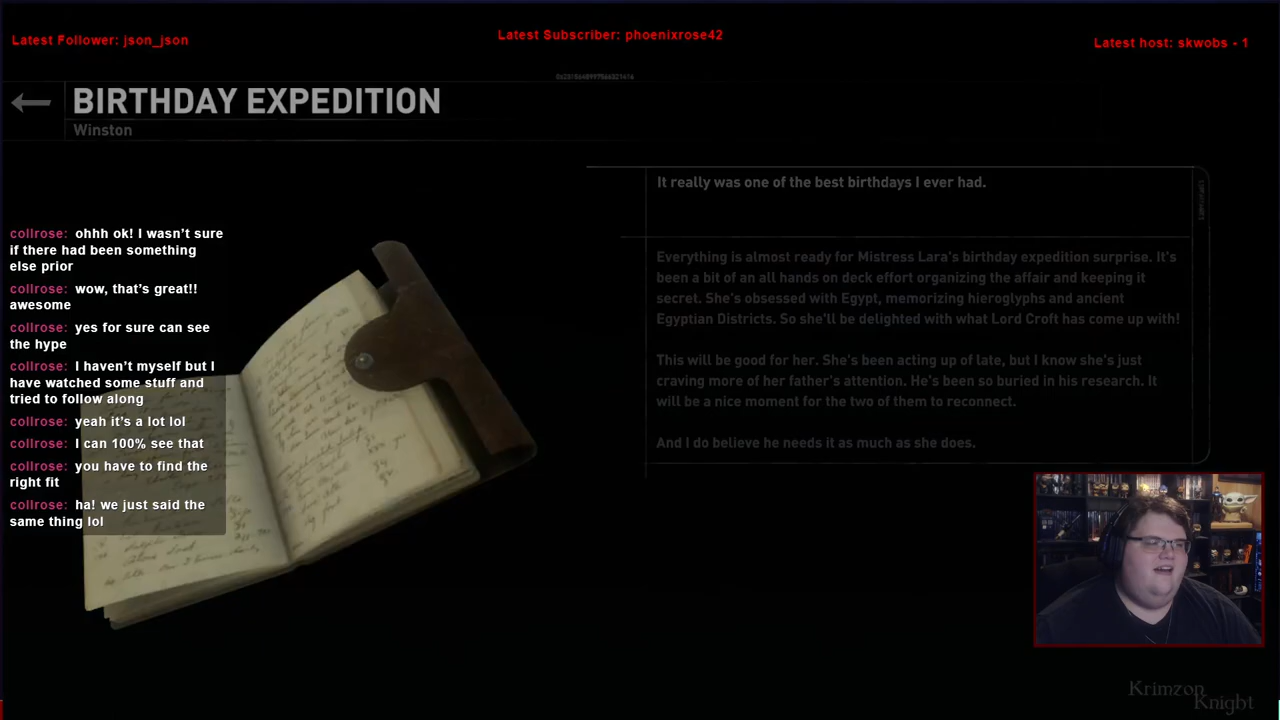 Latest Follower: json_json
Latest Subscriber: phoenixrose42
Latest host: skwobs - 1
BIRTHDAY EXPEDITION
Winston
It really was one of the best birthdays I ever had.
Everything is almost ready for Mistress Lara's birthday expedition surprise. It's
been a bit of an all hands on deck effort organizing the affair and keeping it
secret. She's obsessed with Egypt, memorizing hieroglyphs and ancient
Egyptian Districts. So she'll be delighted with what Lord Croft has come up with!
This will be good for her. She's been acting up of late, but I know she's just
craving more of her father's attention. He's been so buried in his research. It
will be a nice moment for the two of them to reconnect.
And I do believe he needs it as much as she does.
collrose: ohhh ok! I wasn't sure
if there had been something
else prior
collrose: wow, that's great!!
awesome
collrose: yes for sure can see
the hype
collrose: I haven't myself but I
have watched some stuff and
tried to follow along
collrose: yeah it's a lot lol
collrose: I can 100% see that
collrose: you have to find the
right fit
collrose: ha! we just said the
same thing lol
Krimzon
Knight